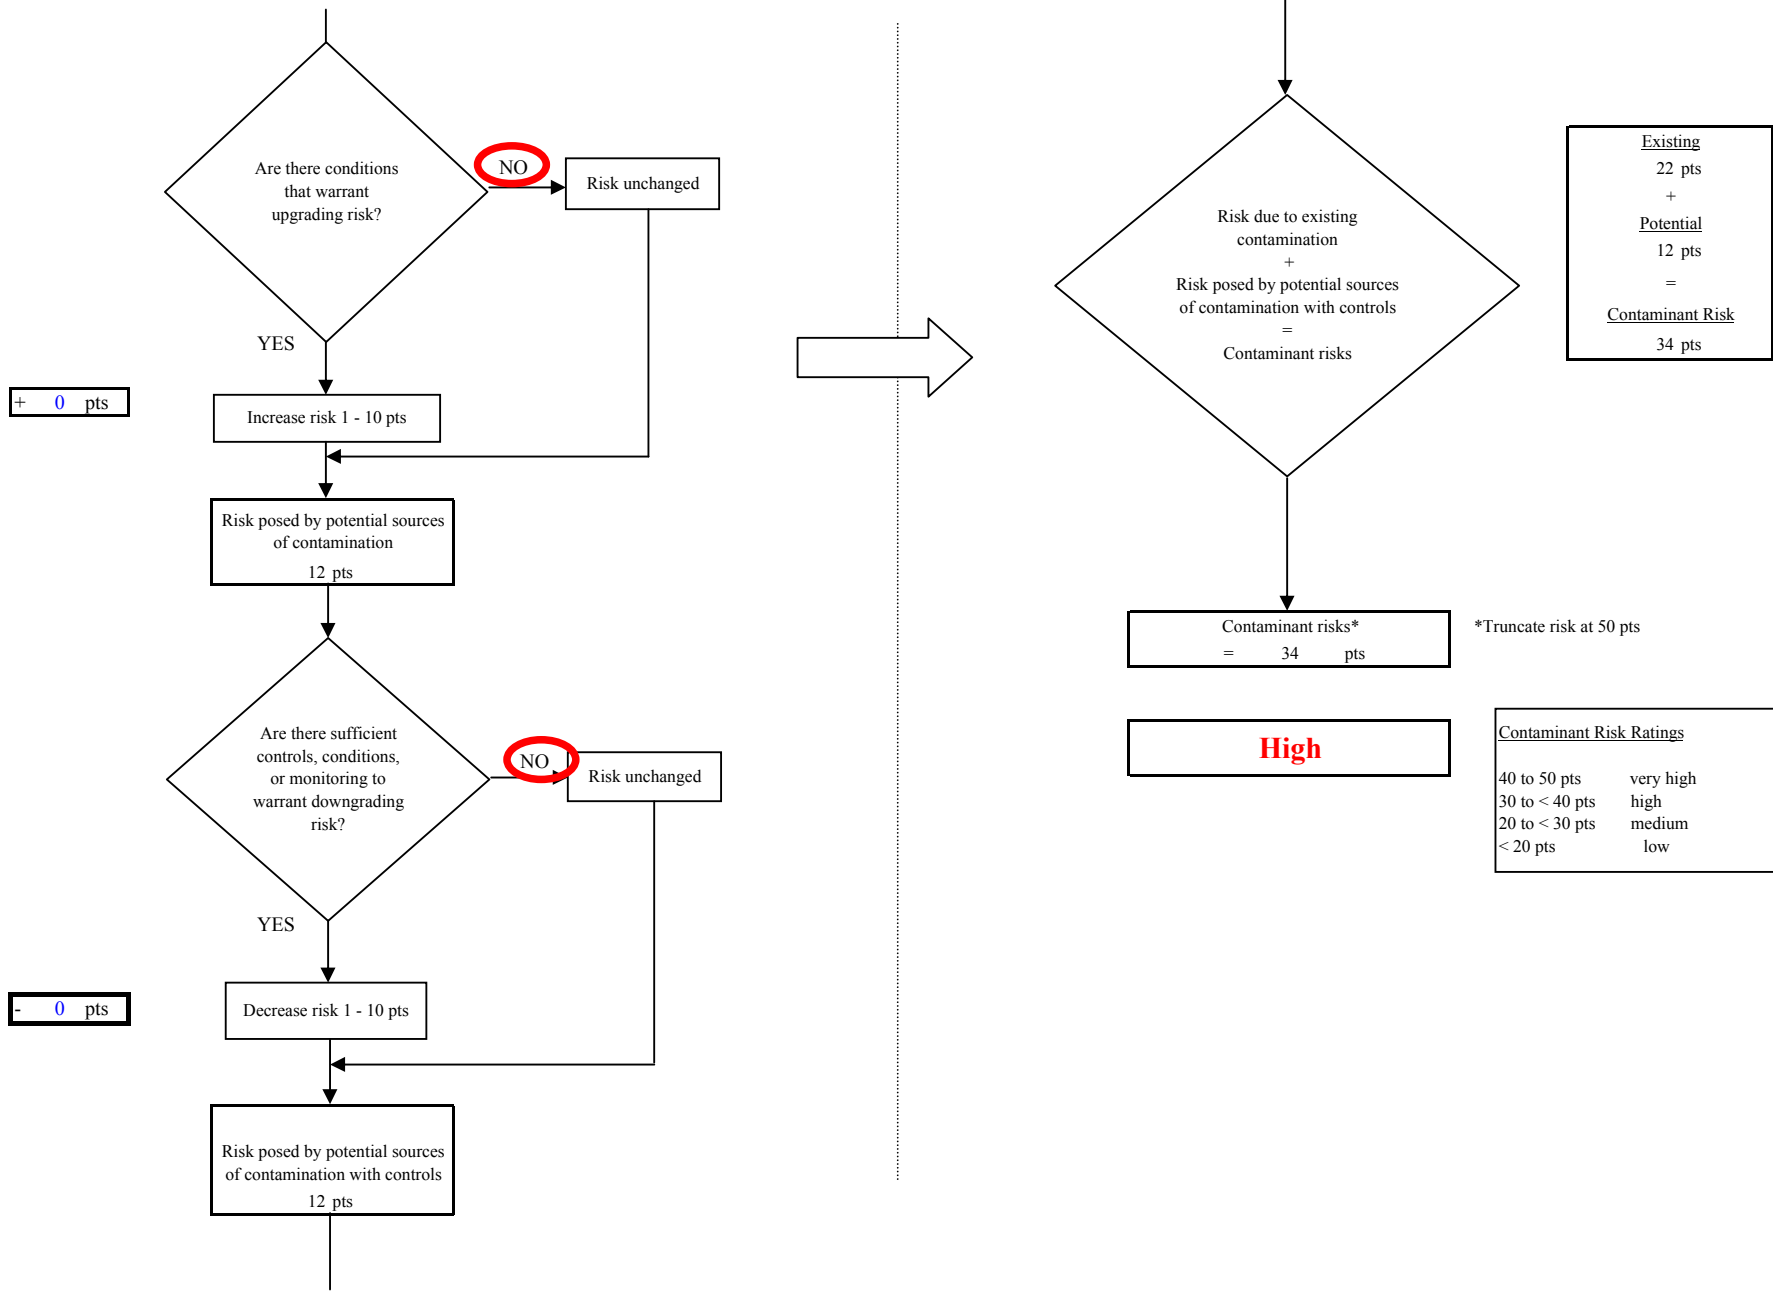 Are there conditions
that warrant
upgrading risk?
NO
Risk unchanged
YES
+ 0 pts
Increase risk 1 - 10 pts
Risk posed by potential sources
of contamination
12 pts
Are there sufficient
controls, conditions,
or monitoring to
warrant downgrading
risk?
NO
Risk unchanged
YES
- 0 pts
Decrease risk 1 - 10 pts
Risk posed by potential sources
of contamination with controls
12 pts
Risk due to existing
contamination
+
Risk posed by potential sources
of contamination with controls
=
Contaminant risks
Existing
22 pts
+
Potential
12 pts
=
Contaminant Risk
34 pts
Contaminant risks*
= 34 pts
*Truncate risk at 50 pts
High
Contaminant Risk Ratings
40 to 50 pts very high
30 to < 40 pts high
20 to < 30 pts medium
< 20 pts low